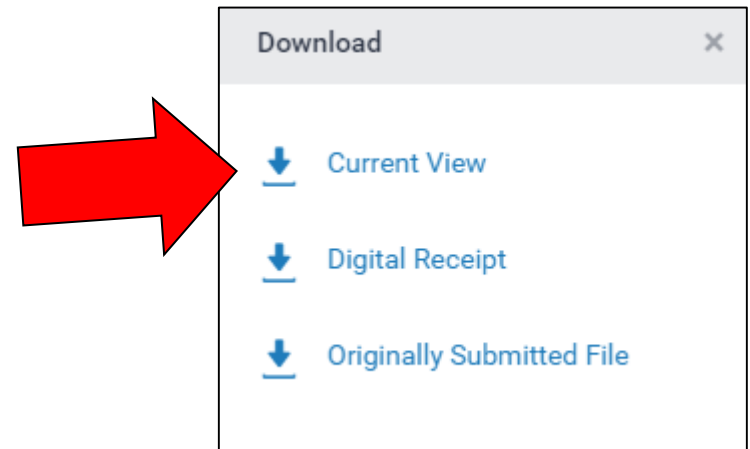 Download ×
Current View
Digital Receipt
Originally Submitted File